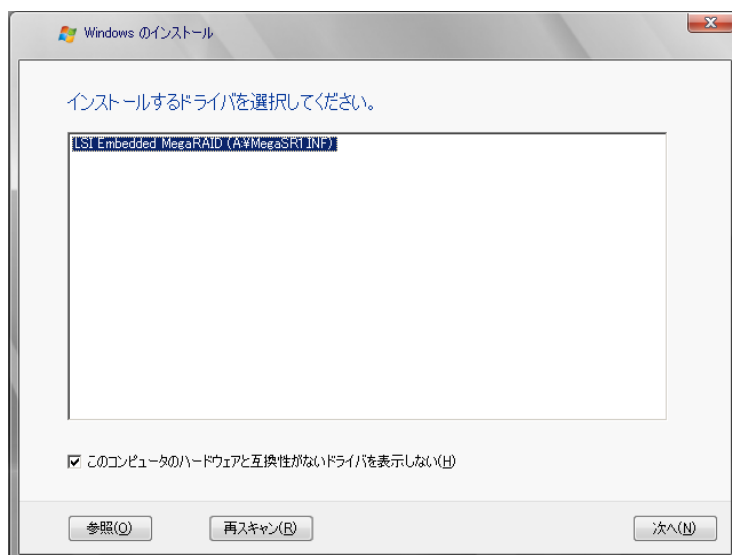 Windows のインストール
インストールするドライバを選択してください。
LSI Embedded MegaRAID (A:¥MegaSR1.INF)
このコンピュータのハードウェアと互換性がないドライバを表示しない(H)
参照(O)
再スキャン(R)
次へ(N)